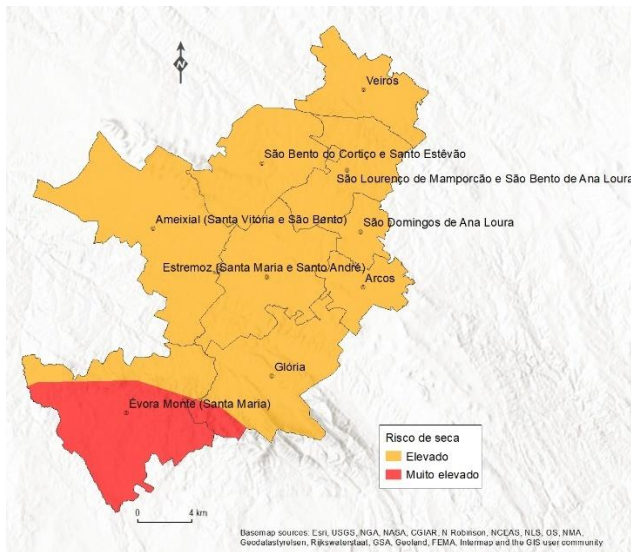 N
Veiros
São Bento do Cortiço e Santo Estêvão
São Lourenço de Mamporcão e São Bento de Ana Loura
Ameixial (Santa Vitória e São Bento)
São Domingos de Ana Loura
Estremoz (Santa Maria e Santo André)
Arcos
Glória
Évora Monte (Santa Maria)
Risco de seca
Elevado
Muito elevado
0 4 km
Basemap sources: Esri, USGS, NGA, NASA, CGIAR, N Robinson, NCEAS, NLS, OS, NMA,
Geodatastyrelsen, Rijkswaterstaat, GSA, Geoland, FEMA, Intermap and the GIS user community